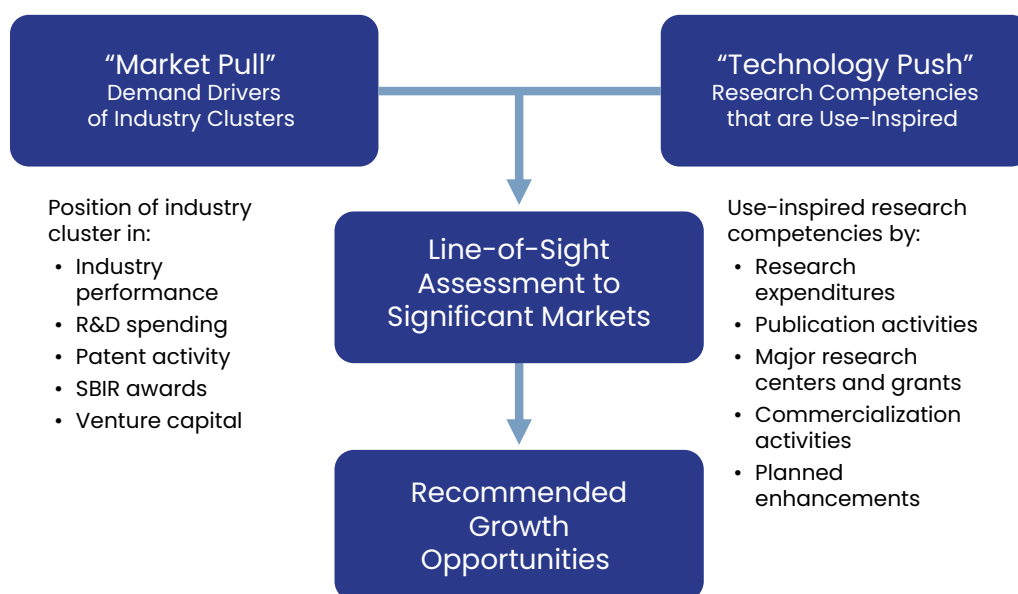 “Market Pull”
Demand Drivers
of Industry Clusters
“Technology Push”
Research Competencies
that are Use-Inspired
Position of industry
cluster in:
• Industry
performance
• R&D spending
• Patent activity
• SBIR awards
• Venture capital
Line-of-Sight
Assessment to
Significant Markets
Use-inspired research
competencies by:
• Research
expenditures
• Publication activities
• Major research
centers and grants
• Commercialization
activities
• Planned
enhancements
Recommended
Growth
Opportunities